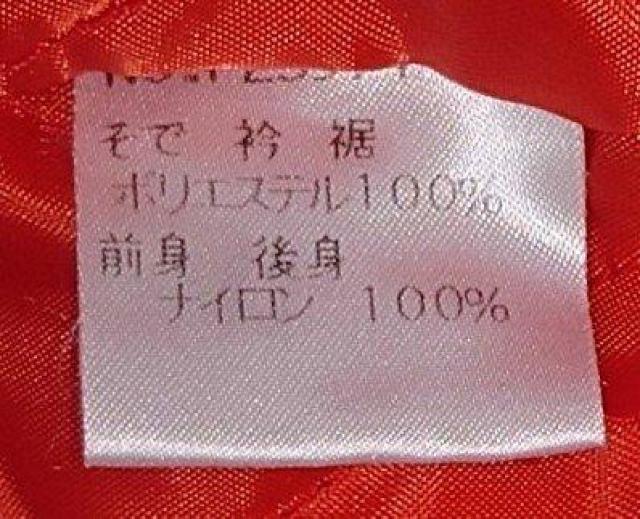 そで 衿 裾
ポリエステル100%
前身 後身
ナイロン 100%